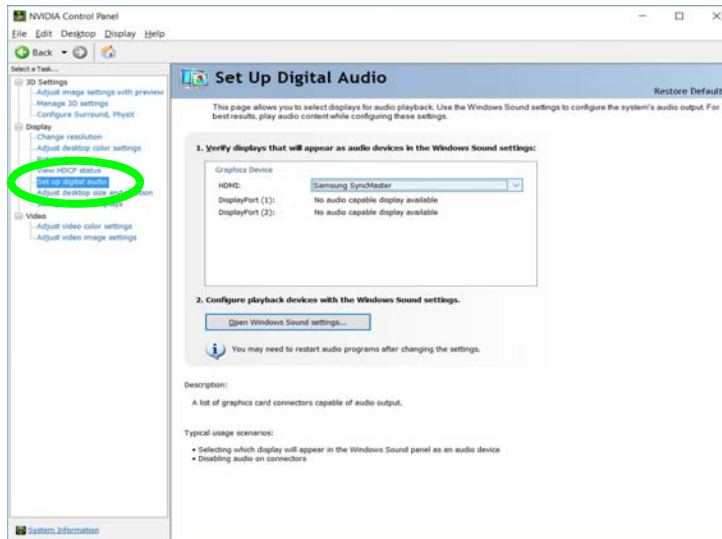 NVIDIA Control Panel
File Edit Desktop Display Help
Back
Select a Task...
3D Settings
Adjust image settings with preview
Manage 3D settings
Configure Surround, PhysX
Display
Change resolution
Adjust desktop color settings
View HDCP status
Set up digital audio
Adjust desktop size and position
Video
Adjust video color settings
Adjust video image settings
System Information
Set Up Digital Audio
Restore Default
This page allows you to select displays for audio playback. Use the Windows Sound settings to configure the system's audio output. For
best results, play audio content while configuring these settings.
1. Verify displays that will appear as audio devices in the Windows Sound settings:
Graphics Device
HDMI: Samsung SyncMaster
DisplayPort (1): No audio capable display available
DisplayPort (2): No audio capable display available
2. Configure playback devices with the Windows Sound settings.
Open Windows Sound settings...
You may need to restart audio programs after changing the settings.
Description:
A list of graphics card connectors capable of audio output.
Typical usage scenarios:
• Selecting which display will appear in the Windows Sound panel as an audio device
• Disabling audio on connectors